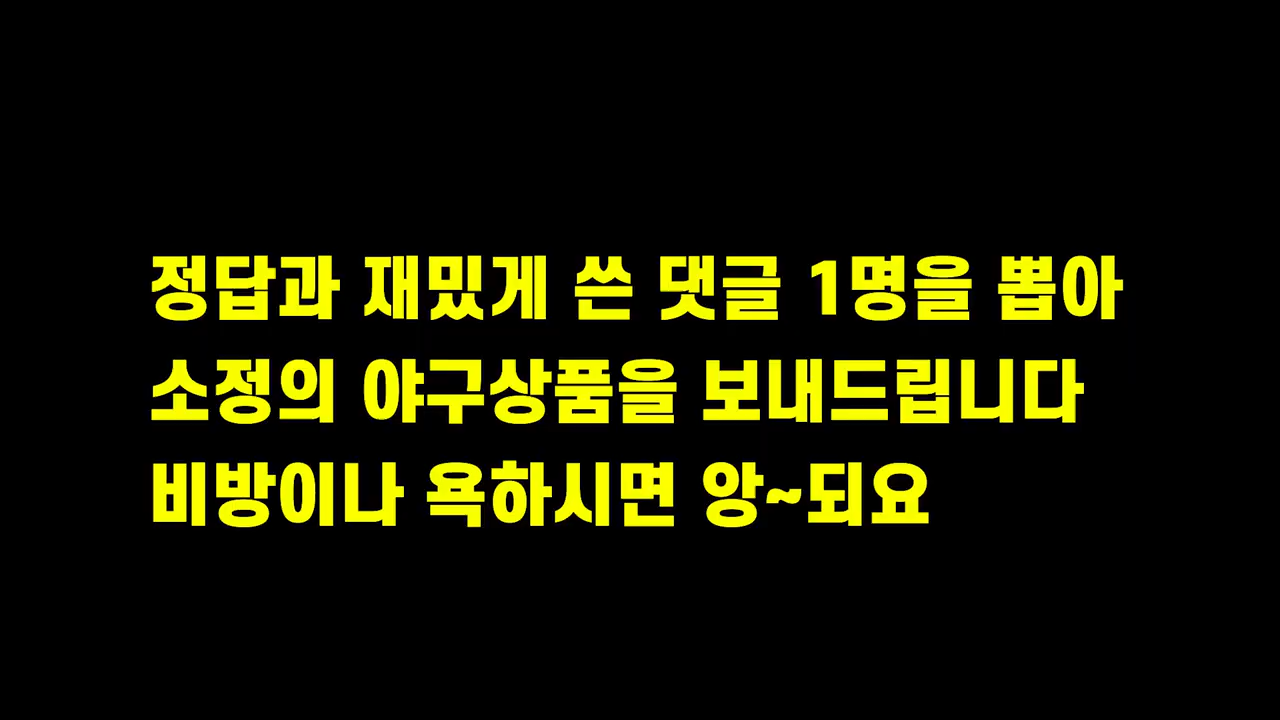 정답과 재밌게 쓴 댓글 1명을 뽑아
소정의 야구상품을 보내드립니다
비방이나 욕하시면 앙~되요